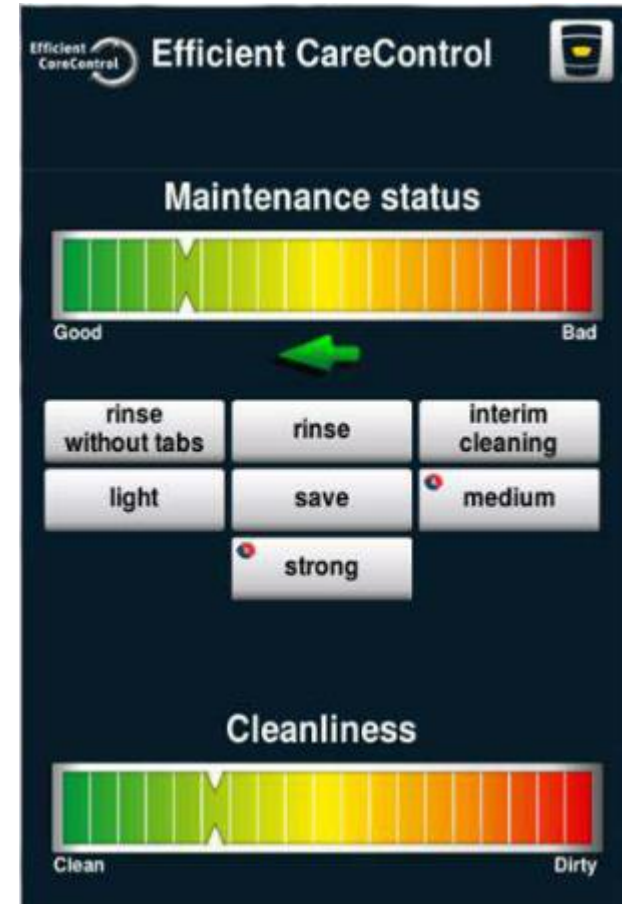 Efficient
CareControl
Efficient CareControl
Maintenance status
Good
Bad
rinse
without tabs
rinse
interim
cleaning
light
save
medium
strong
Cleanliness
Clean
Dirty